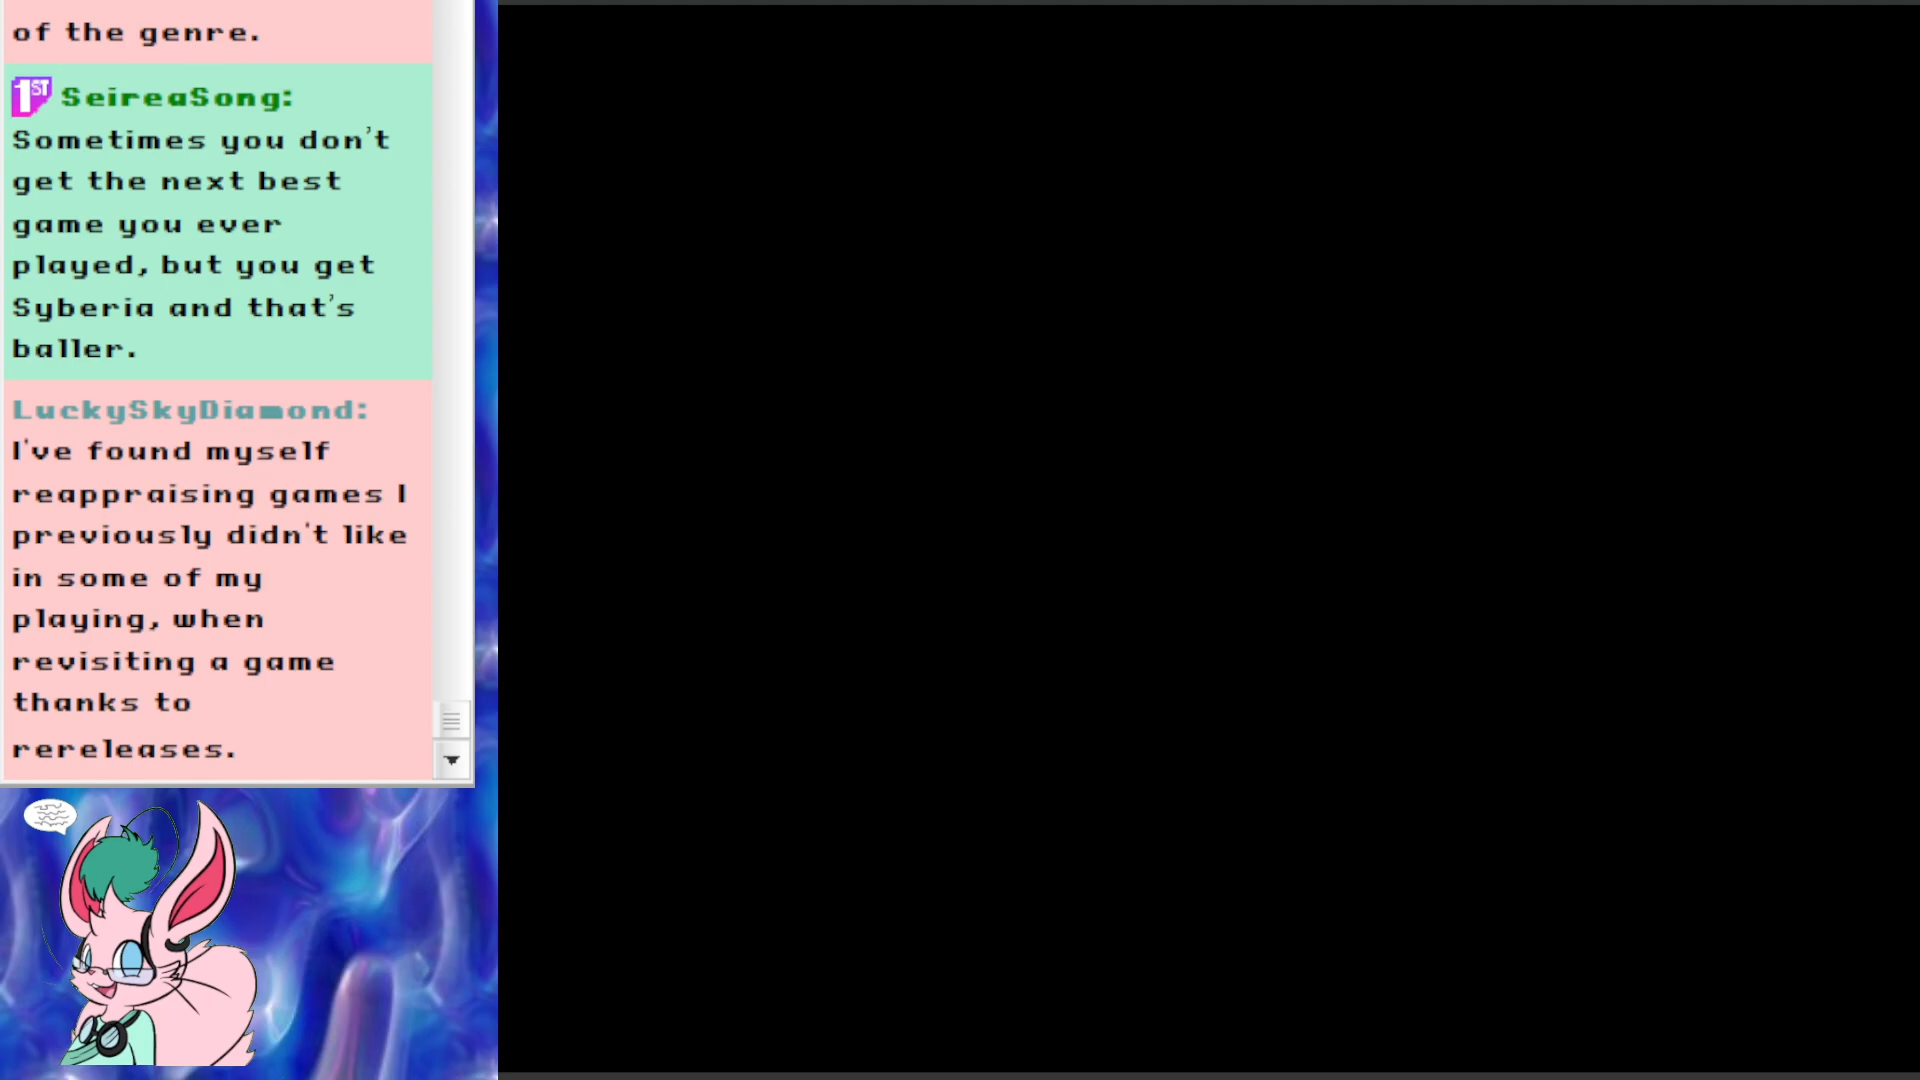 of the genre.
1ST SeireaSong:
Sometimes you don't
get the next best
game you ever
played, but you get
Syberia and that's
baller.
LuckySkyDiamond:
I've found myself
reappraising games I
previously didn't like
in some of my
playing, when
revisiting a game
thanks to
rereleases.